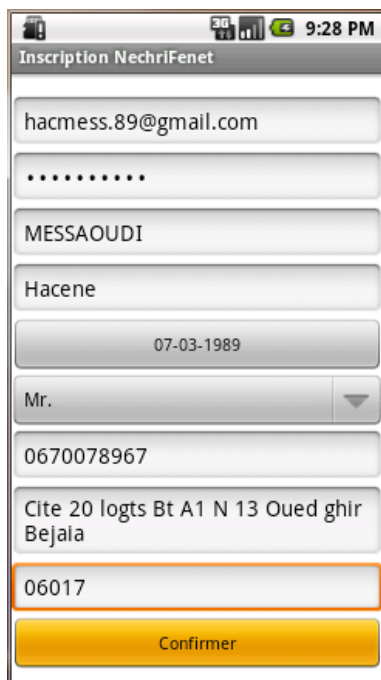 3G
9:28 PM
Inscription NechriFenet
hacmess.89@gmail.com
••••••••••
MESSAOUDI
Hacene
07-03-1989
Mr.
0670078967
Cite 20 logts Bt A1 N 13 Oued ghir
Bejaia
06017
Confirmer